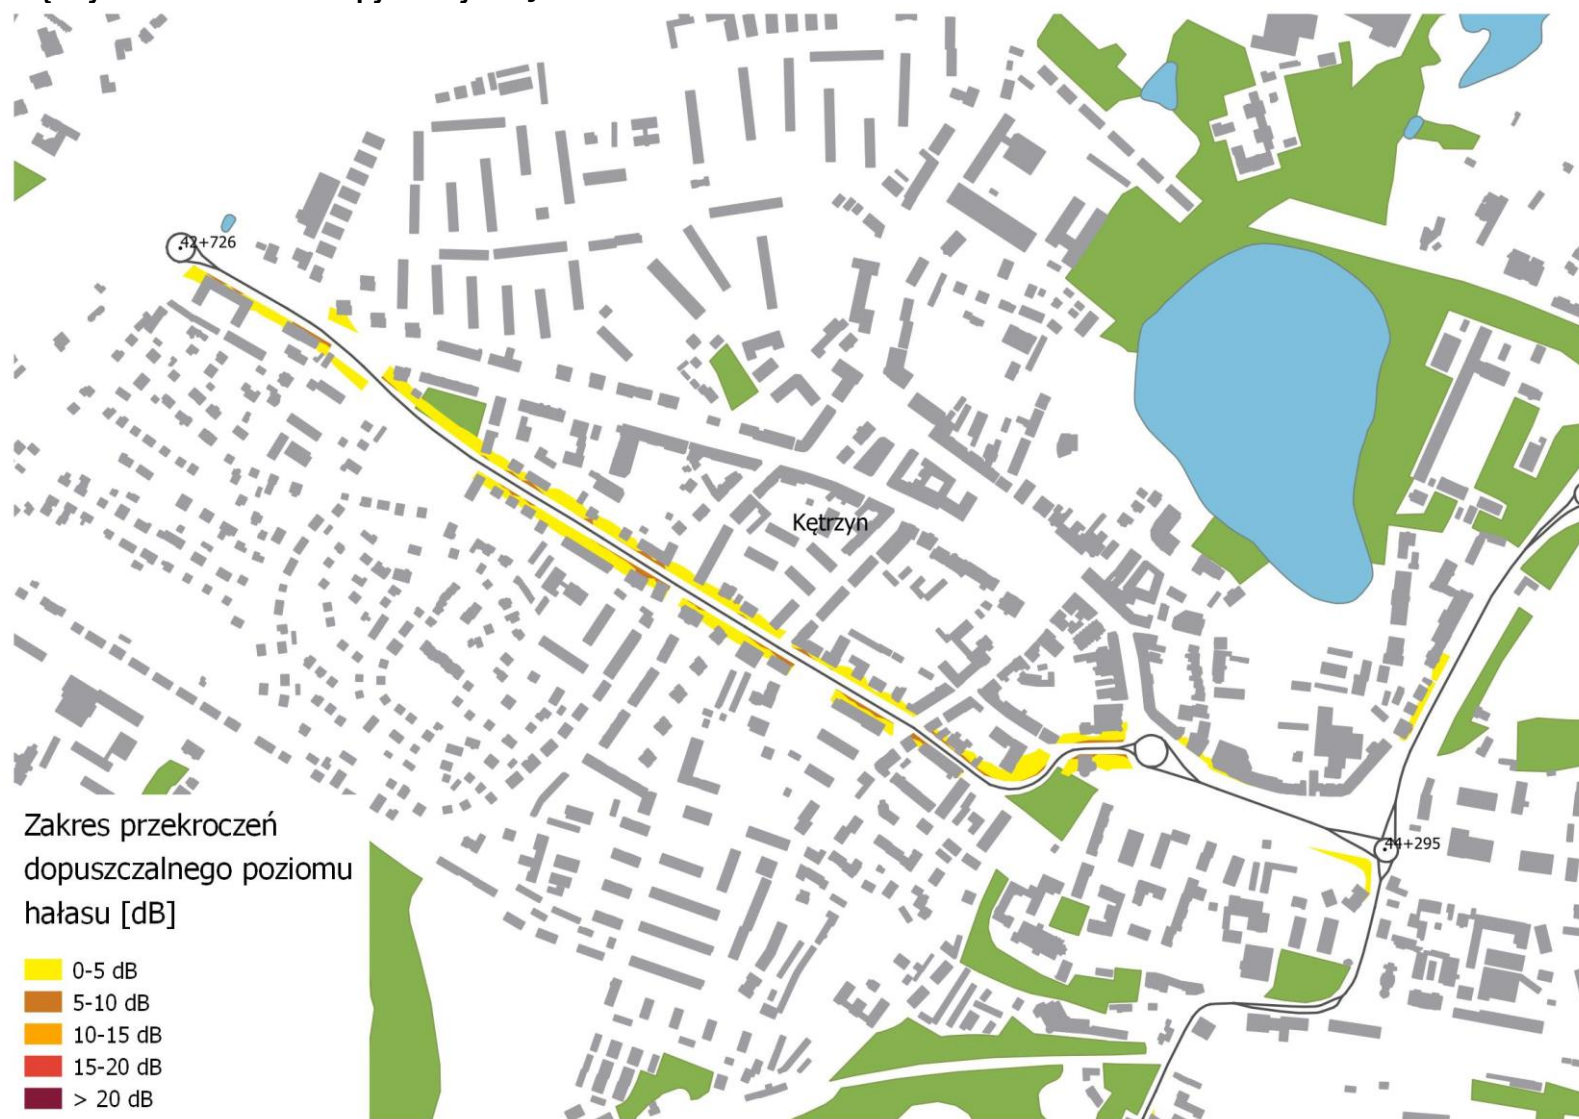 42+726
Kętrzyn
44+295
Zakres przekroczeń
dopuszczalnego poziomu
hałasu [dB]
0-5 dB
5-10 dB
10-15 dB
15-20 dB
> 20 dB